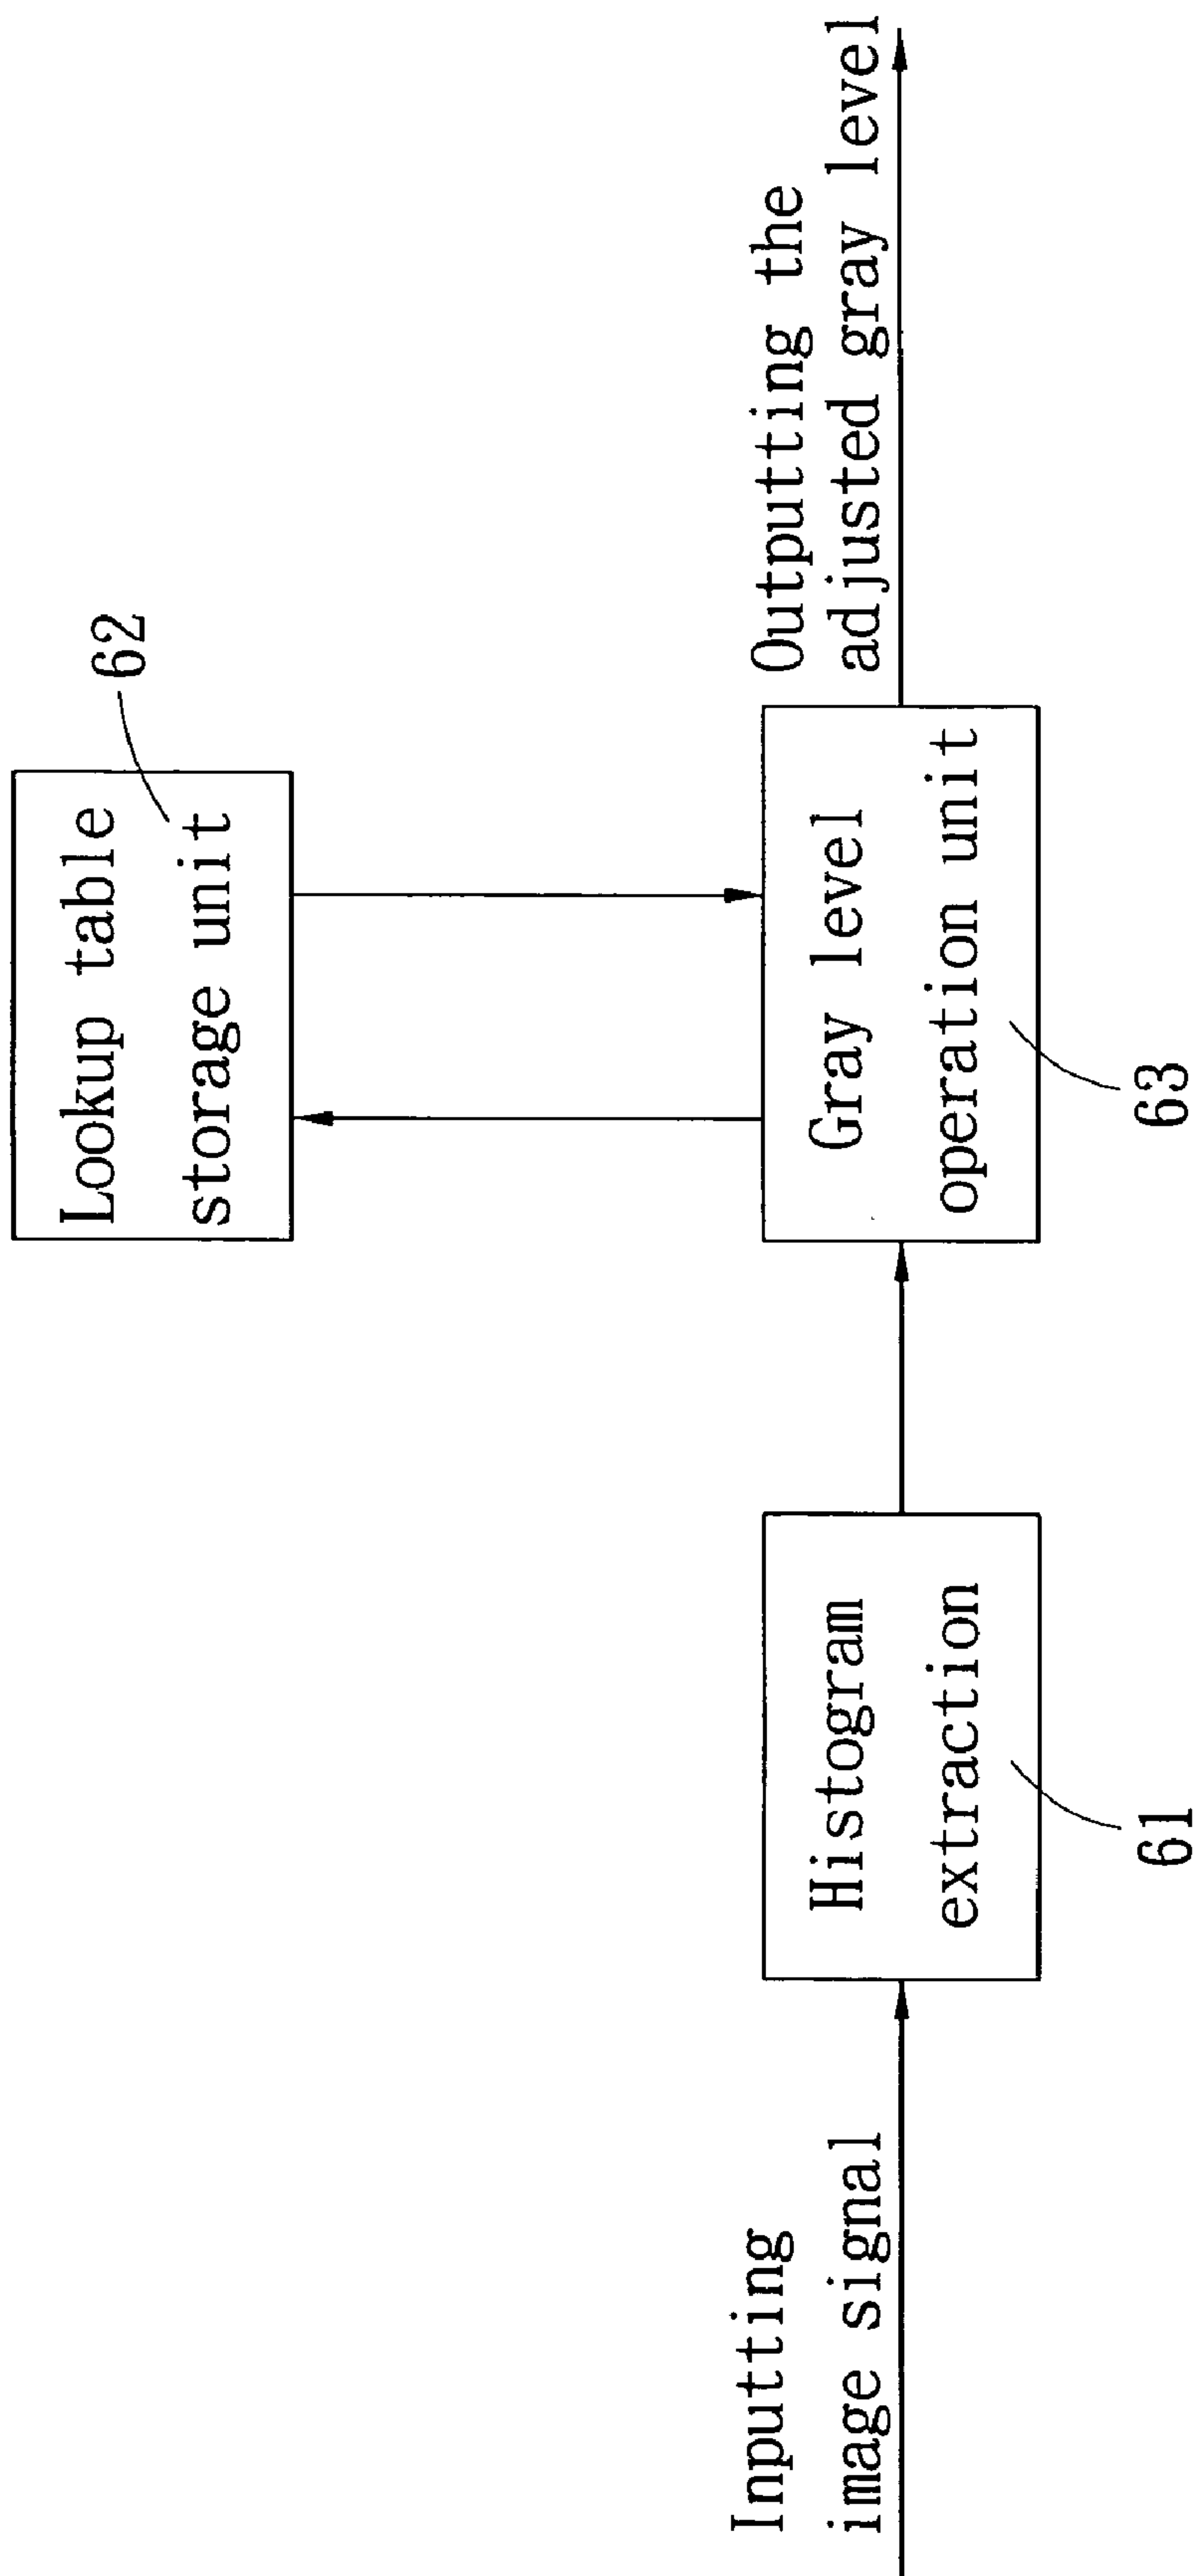 Lookup table
storage unit
62
Inputting
image signal
Histogram
extraction
61
Gray level
operation unit
63
Outputting the
adjusted gray level